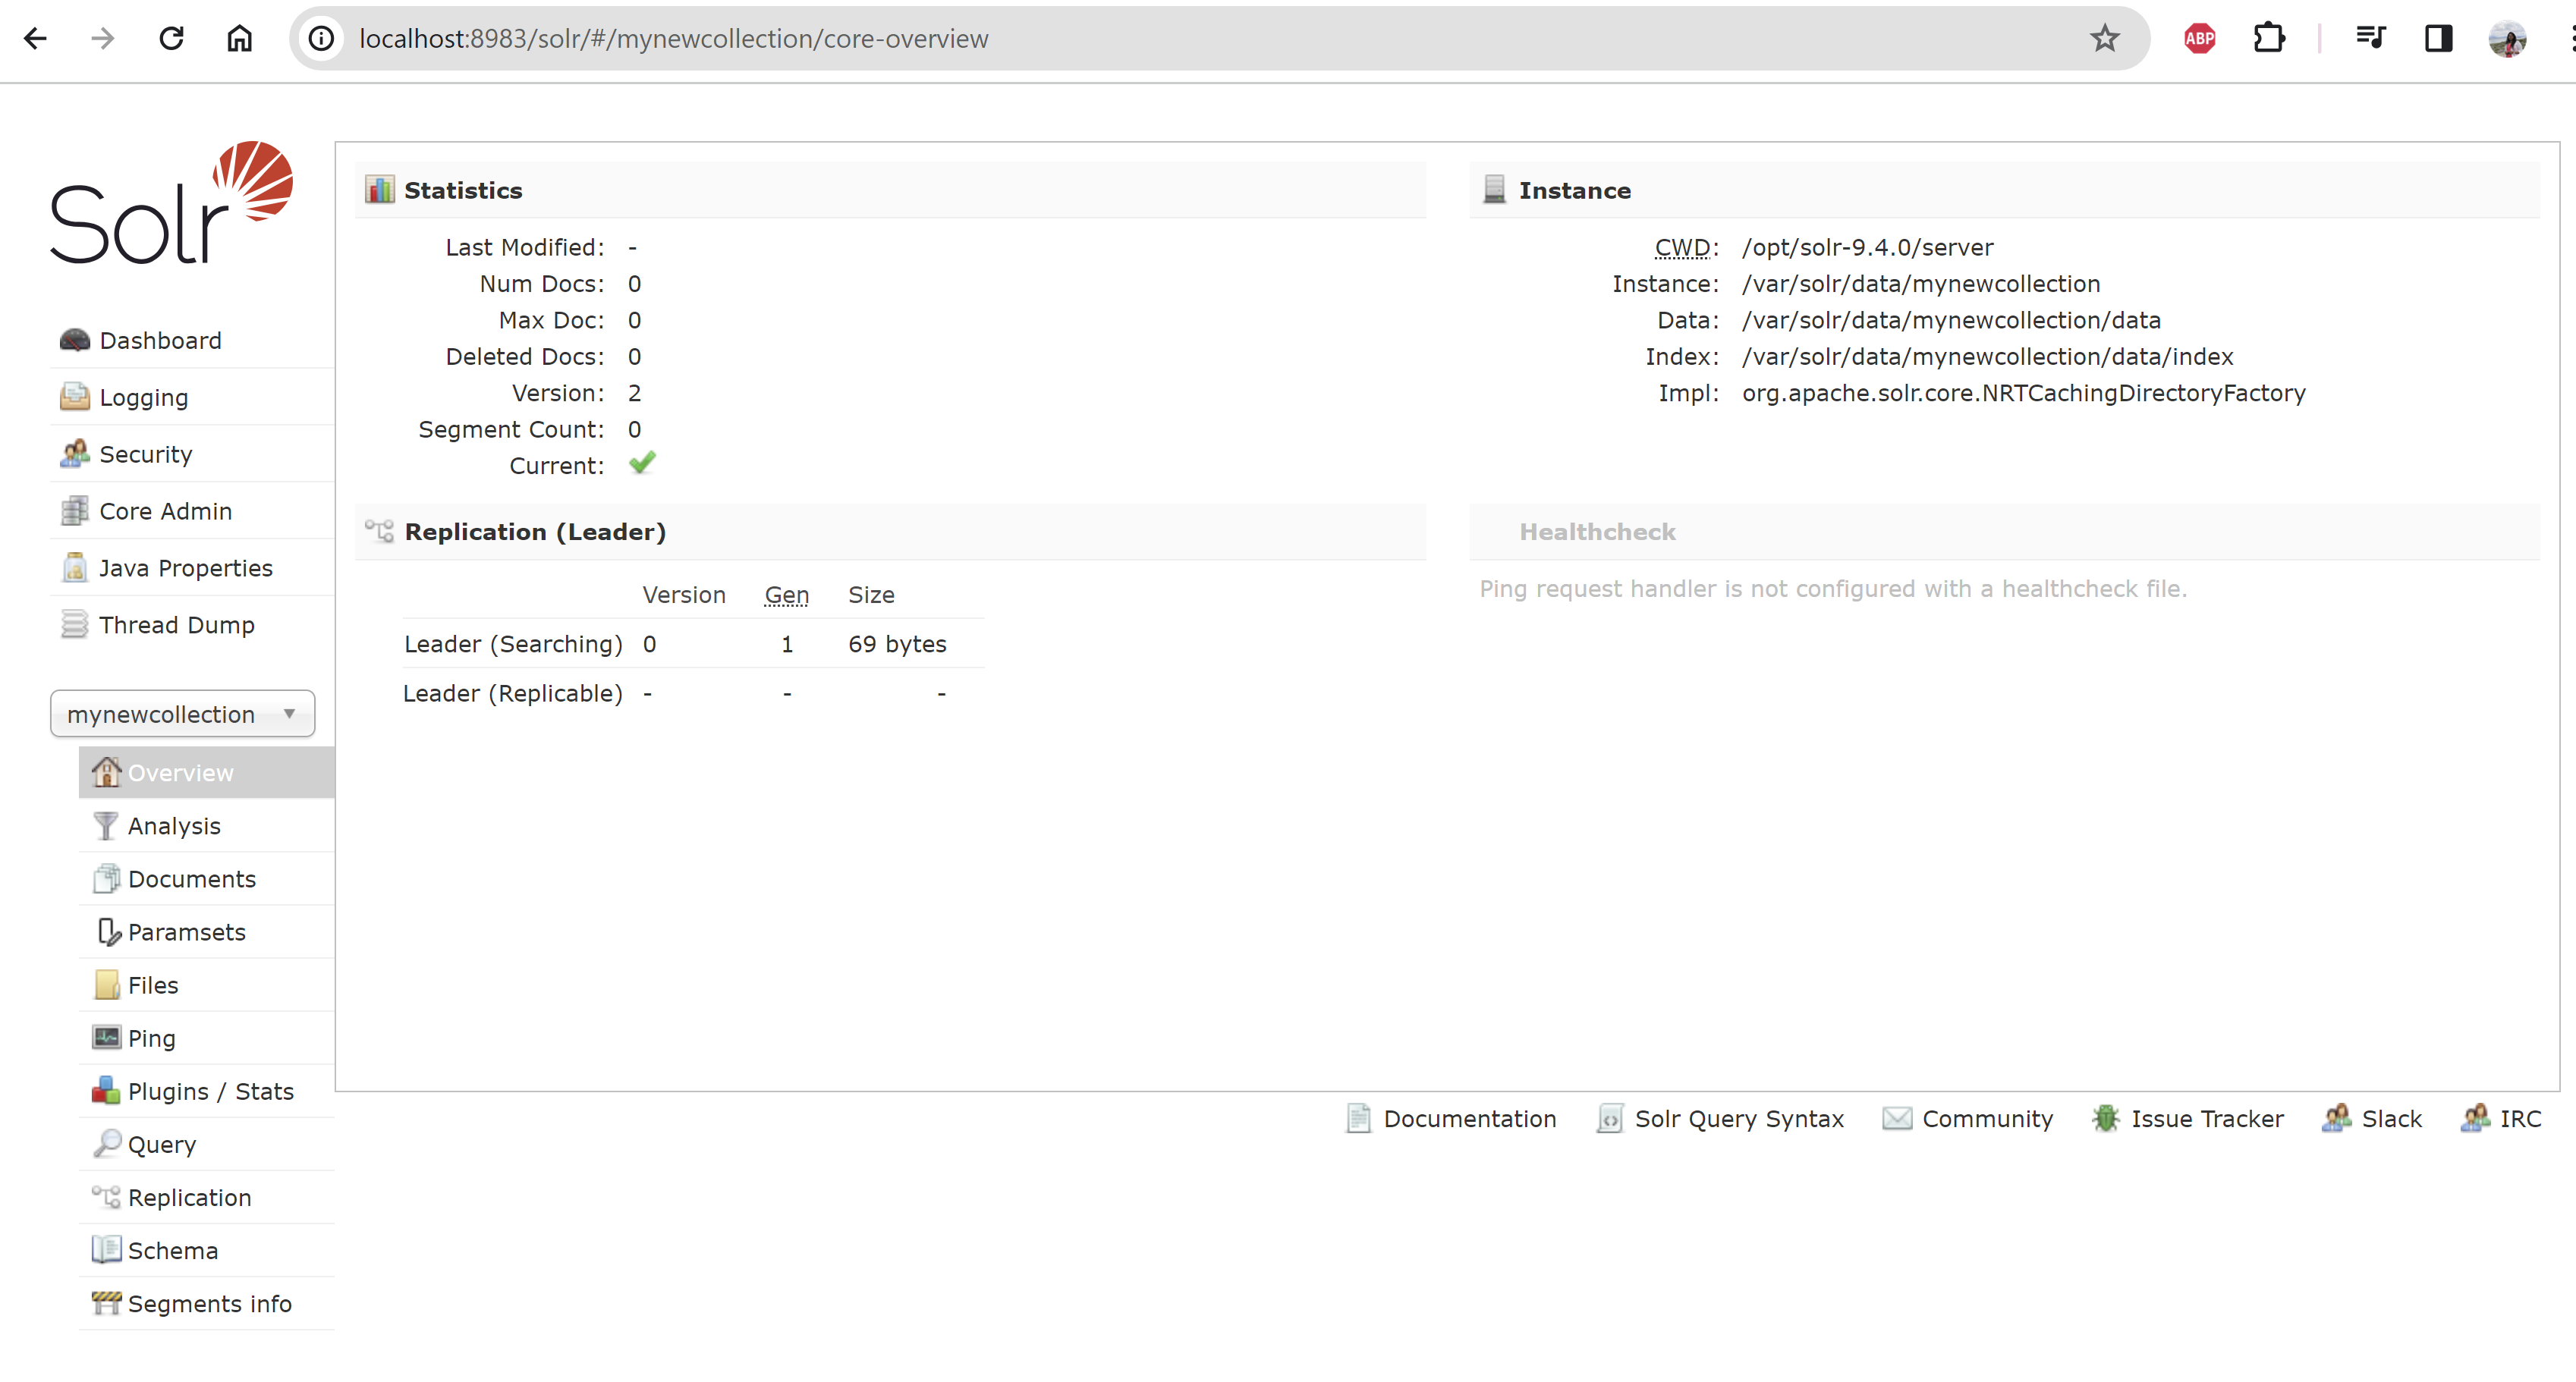 localhost:8983/solr/#/mynewcollection/core-overview
ABP
Solr
Dashboard
Logging
Security
Core Admin
Java Properties
Thread Dump
mynewcollection
Overview
Analysis
Documents
Paramsets
Files
Ping
Plugins / Stats
Query
Replication
Schema
Segments info
Statistics
Last Modified: -
Num Docs: 0
Max Doc: 0
Deleted Docs: 0
Version: 2
Segment Count: 0
Current:
Instance
CWD: /opt/solr-9.4.0/server
Instance: /var/solr/data/mynewcollection
Data: /var/solr/data/mynewcollection/data
Index: /var/solr/data/mynewcollection/data/index
Impl: org.apache.solr.core.NRTCachingDirectoryFactory
Replication (Leader)
Version Gen Size
Leader (Searching) 0 1 69 bytes
Leader (Replicable) - - -
Healthcheck
Ping request handler is not configured with a healthcheck file.
Documentation Solr Query Syntax Community Issue Tracker Slack IRC